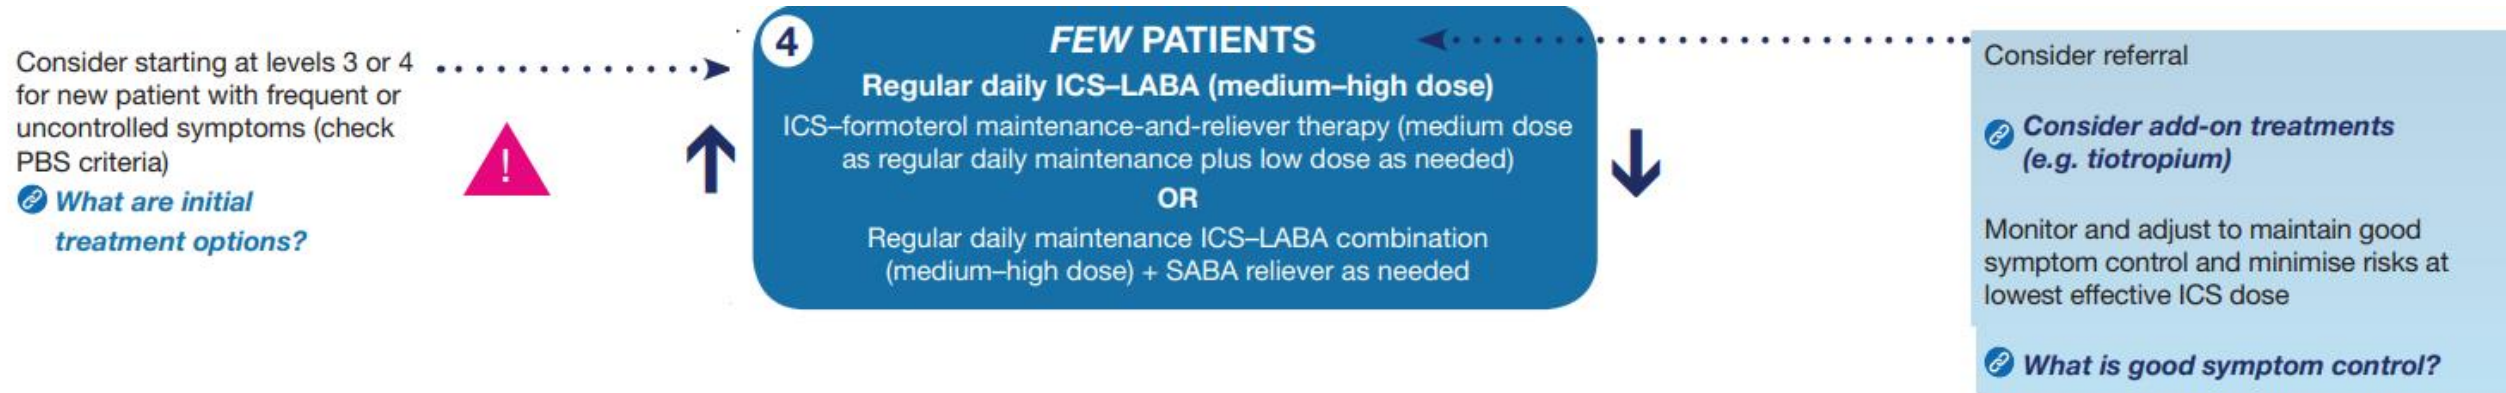 Consider starting at levels 3 or 4
for new patient with frequent or
uncontrolled symptoms (check
PBS criteria)
What are initial
treatment options?
!
4
FEW PATIENTS
Regular daily ICS–LABA (medium–high dose)
ICS–formoterol maintenance-and-reliever therapy (medium dose
as regular daily maintenance plus low dose as needed)
OR
Regular daily maintenance ICS–LABA combination
(medium–high dose) + SABA reliever as needed
Consider referral
Consider add-on treatments
(e.g. tiotropium)
Monitor and adjust to maintain good
symptom control and minimise risks at
lowest effective ICS dose
What is good symptom control?